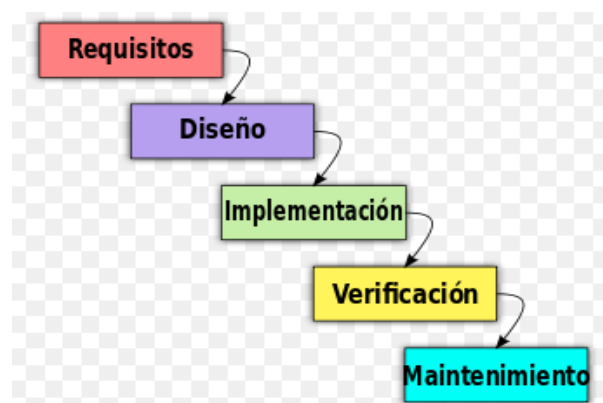 Requisitos
Diseño
Implementación
Verificación
Maintenimiento